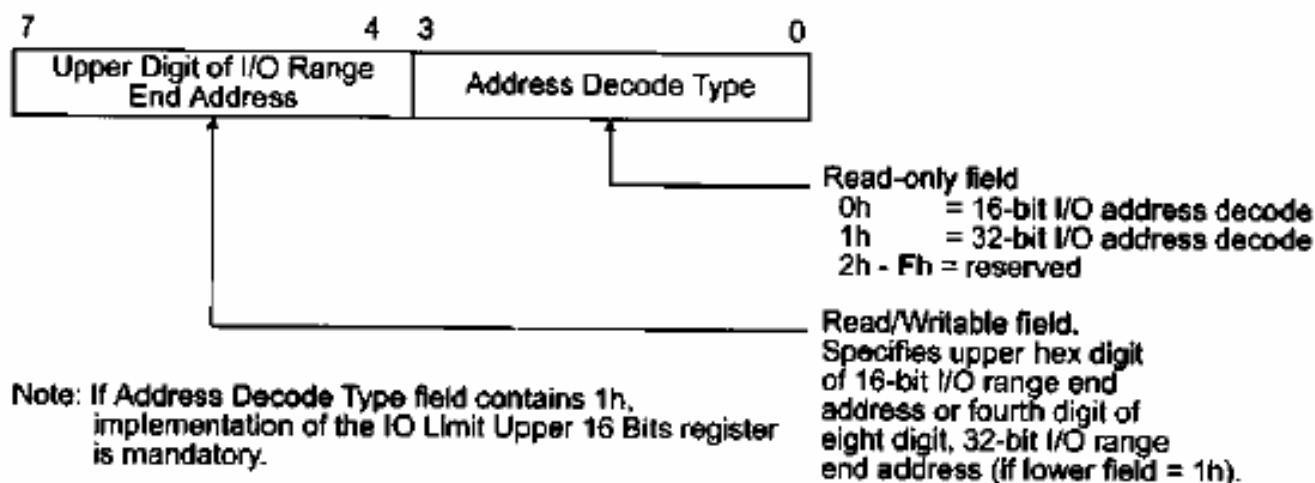 7 4 3 0
Upper Digit of I/O Range
End Address
Address Decode Type
Read-only field
0h = 16-bit I/O address decode
1h = 32-bit I/O address decode
2h - Fh = reserved
Read/Writable field.
Specifies upper hex digit
of 16-bit I/O range end
address or fourth digit of
eight digit, 32-bit I/O range
end address (if lower field = 1h).
Note: If Address Decode Type field contains 1h,
implementation of the IO Limit Upper 16 Bits register
is mandatory.